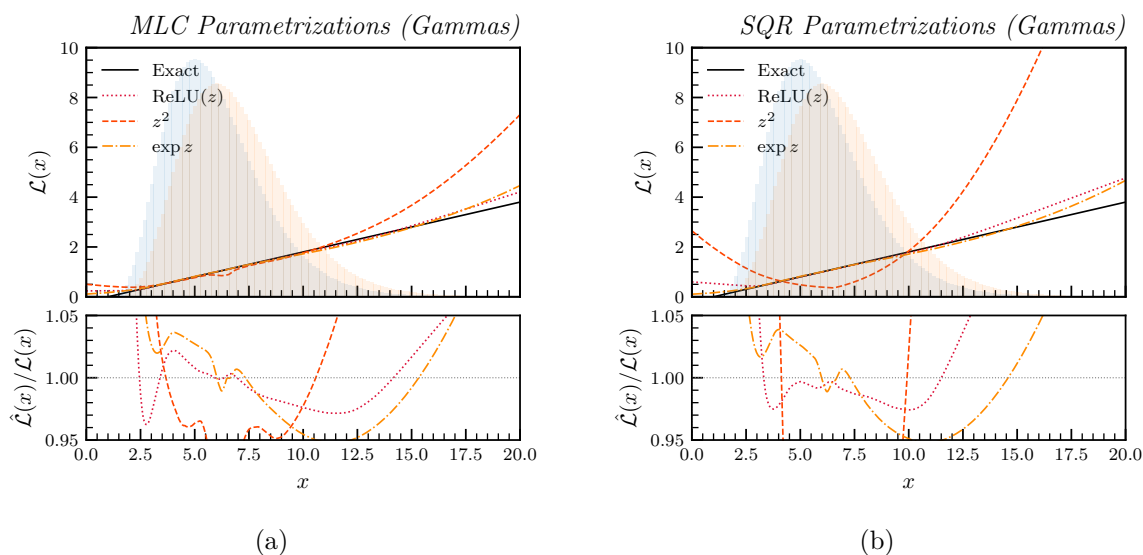 MLC Parametrizations (Gammas)
10
8
6
4
2
0
L(x)
Exact
ReLU(z)
z²
exp z
1.05
1.00
0.95
L̂(x)/L(x)
0.0 2.5 5.0 7.5 10.0 12.5 15.0 17.5 20.0
x
(a)
SQR Parametrizations (Gammas)
10
8
6
4
2
0
L(x)
Exact
ReLU(z)
z²
exp z
1.05
1.00
0.95
L̂(x)/L(x)
0.0 2.5 5.0 7.5 10.0 12.5 15.0 17.5 20.0
x
(b)